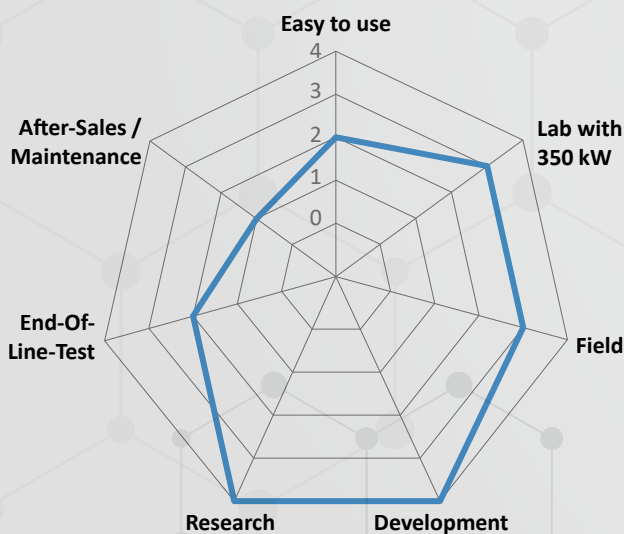 Easy to use
4
3
2
1
0
After-Sales /
Maintenance
Lab with
350 kW
End-Of-
Line-Test
Field
Research
Development